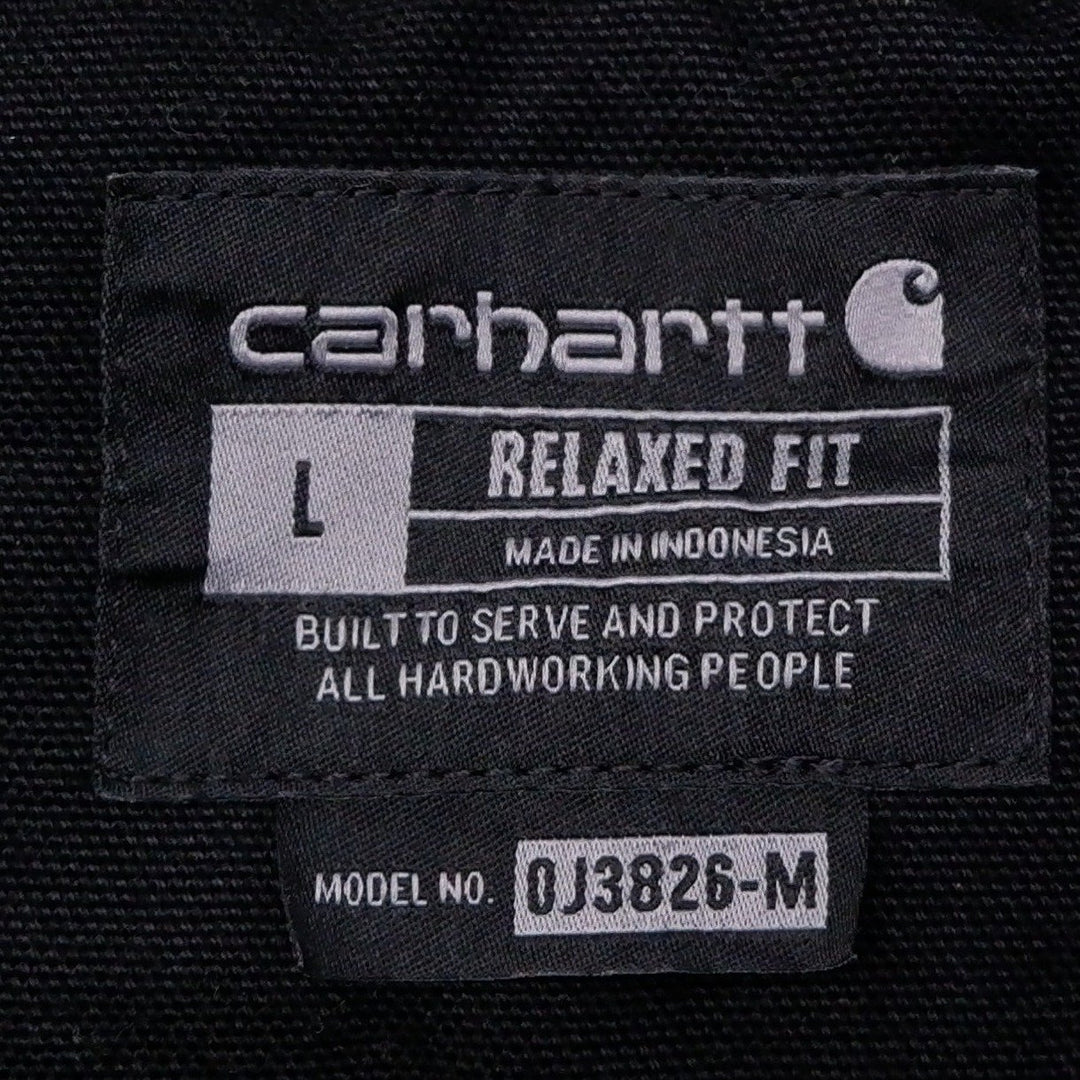 carhartt
L
RELAXED FIT
MADE IN INDONESIA
BUILT TO SERVE AND PROTECT
ALL HARDWORKING PEOPLE
MODEL NO. 0J3826-M